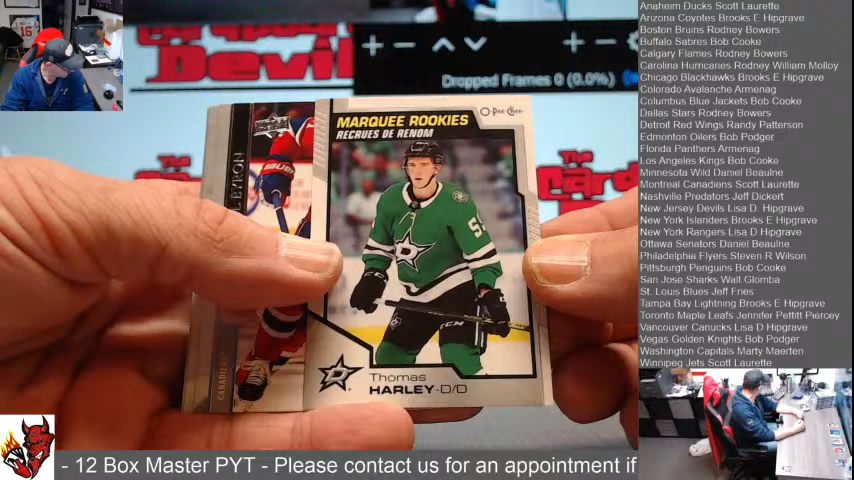 Dropped Frames 0 (0.0%)
The
Card
Devil
O-Pee-Chee
MARQUEE ROOKIES
RECRUES DE RENOM
Thomas
HARLEY-D/D
CCM
BAUER
Anaheim Ducks Scott Laurette
Arizona Coyotes Brooks E Hipgrave
Boston Bruins Rodney Bowers
Buffalo Sabres Bob Cooke
Calgary Flames Rodney Bowers
Carolina Hurricanes Rodney William Molloy
Chicago Blackhawks Brooks E Hipgrave
Colorado Avalanche Armenag
Columbus Blue Jackets Bob Cooke
Dallas Stars Rodney Bowers
Detroit Red Wings Randy Patterson
Edmonton Oilers Bob Podger
Florida Panthers Armenag
Los Angeles Kings Bob Cooke
Minnesota Wild Daniel Beaulne
Montreal Canadiens Scott Laurette
Nashville Predators Jeff Dickert
New Jersey Devils Lisa D. Hipgrave
New York Islanders Brooks E Hipgrave
New York Rangers Lisa D Hipgrave
Ottawa Senators Daniel Beaulne
Philadelphia Flyers Steven R Wilson
Pittsburgh Penguins Bob Cooke
San Jose Sharks Walt Glomba
St. Louis Blues Jeff Fries
Tampa Bay Lightning Brooks E Hipgrave
Toronto Maple Leafs Jennifer Pettitt Piercey
Vancouver Canucks Lisa D Hipgrave
Vegas Golden Knights Bob Podger
Washington Capitals Marty Maerten
Winnipeg Jets Scott Laurette
- 12 Box Master PYT - Please contact us for an appointment if